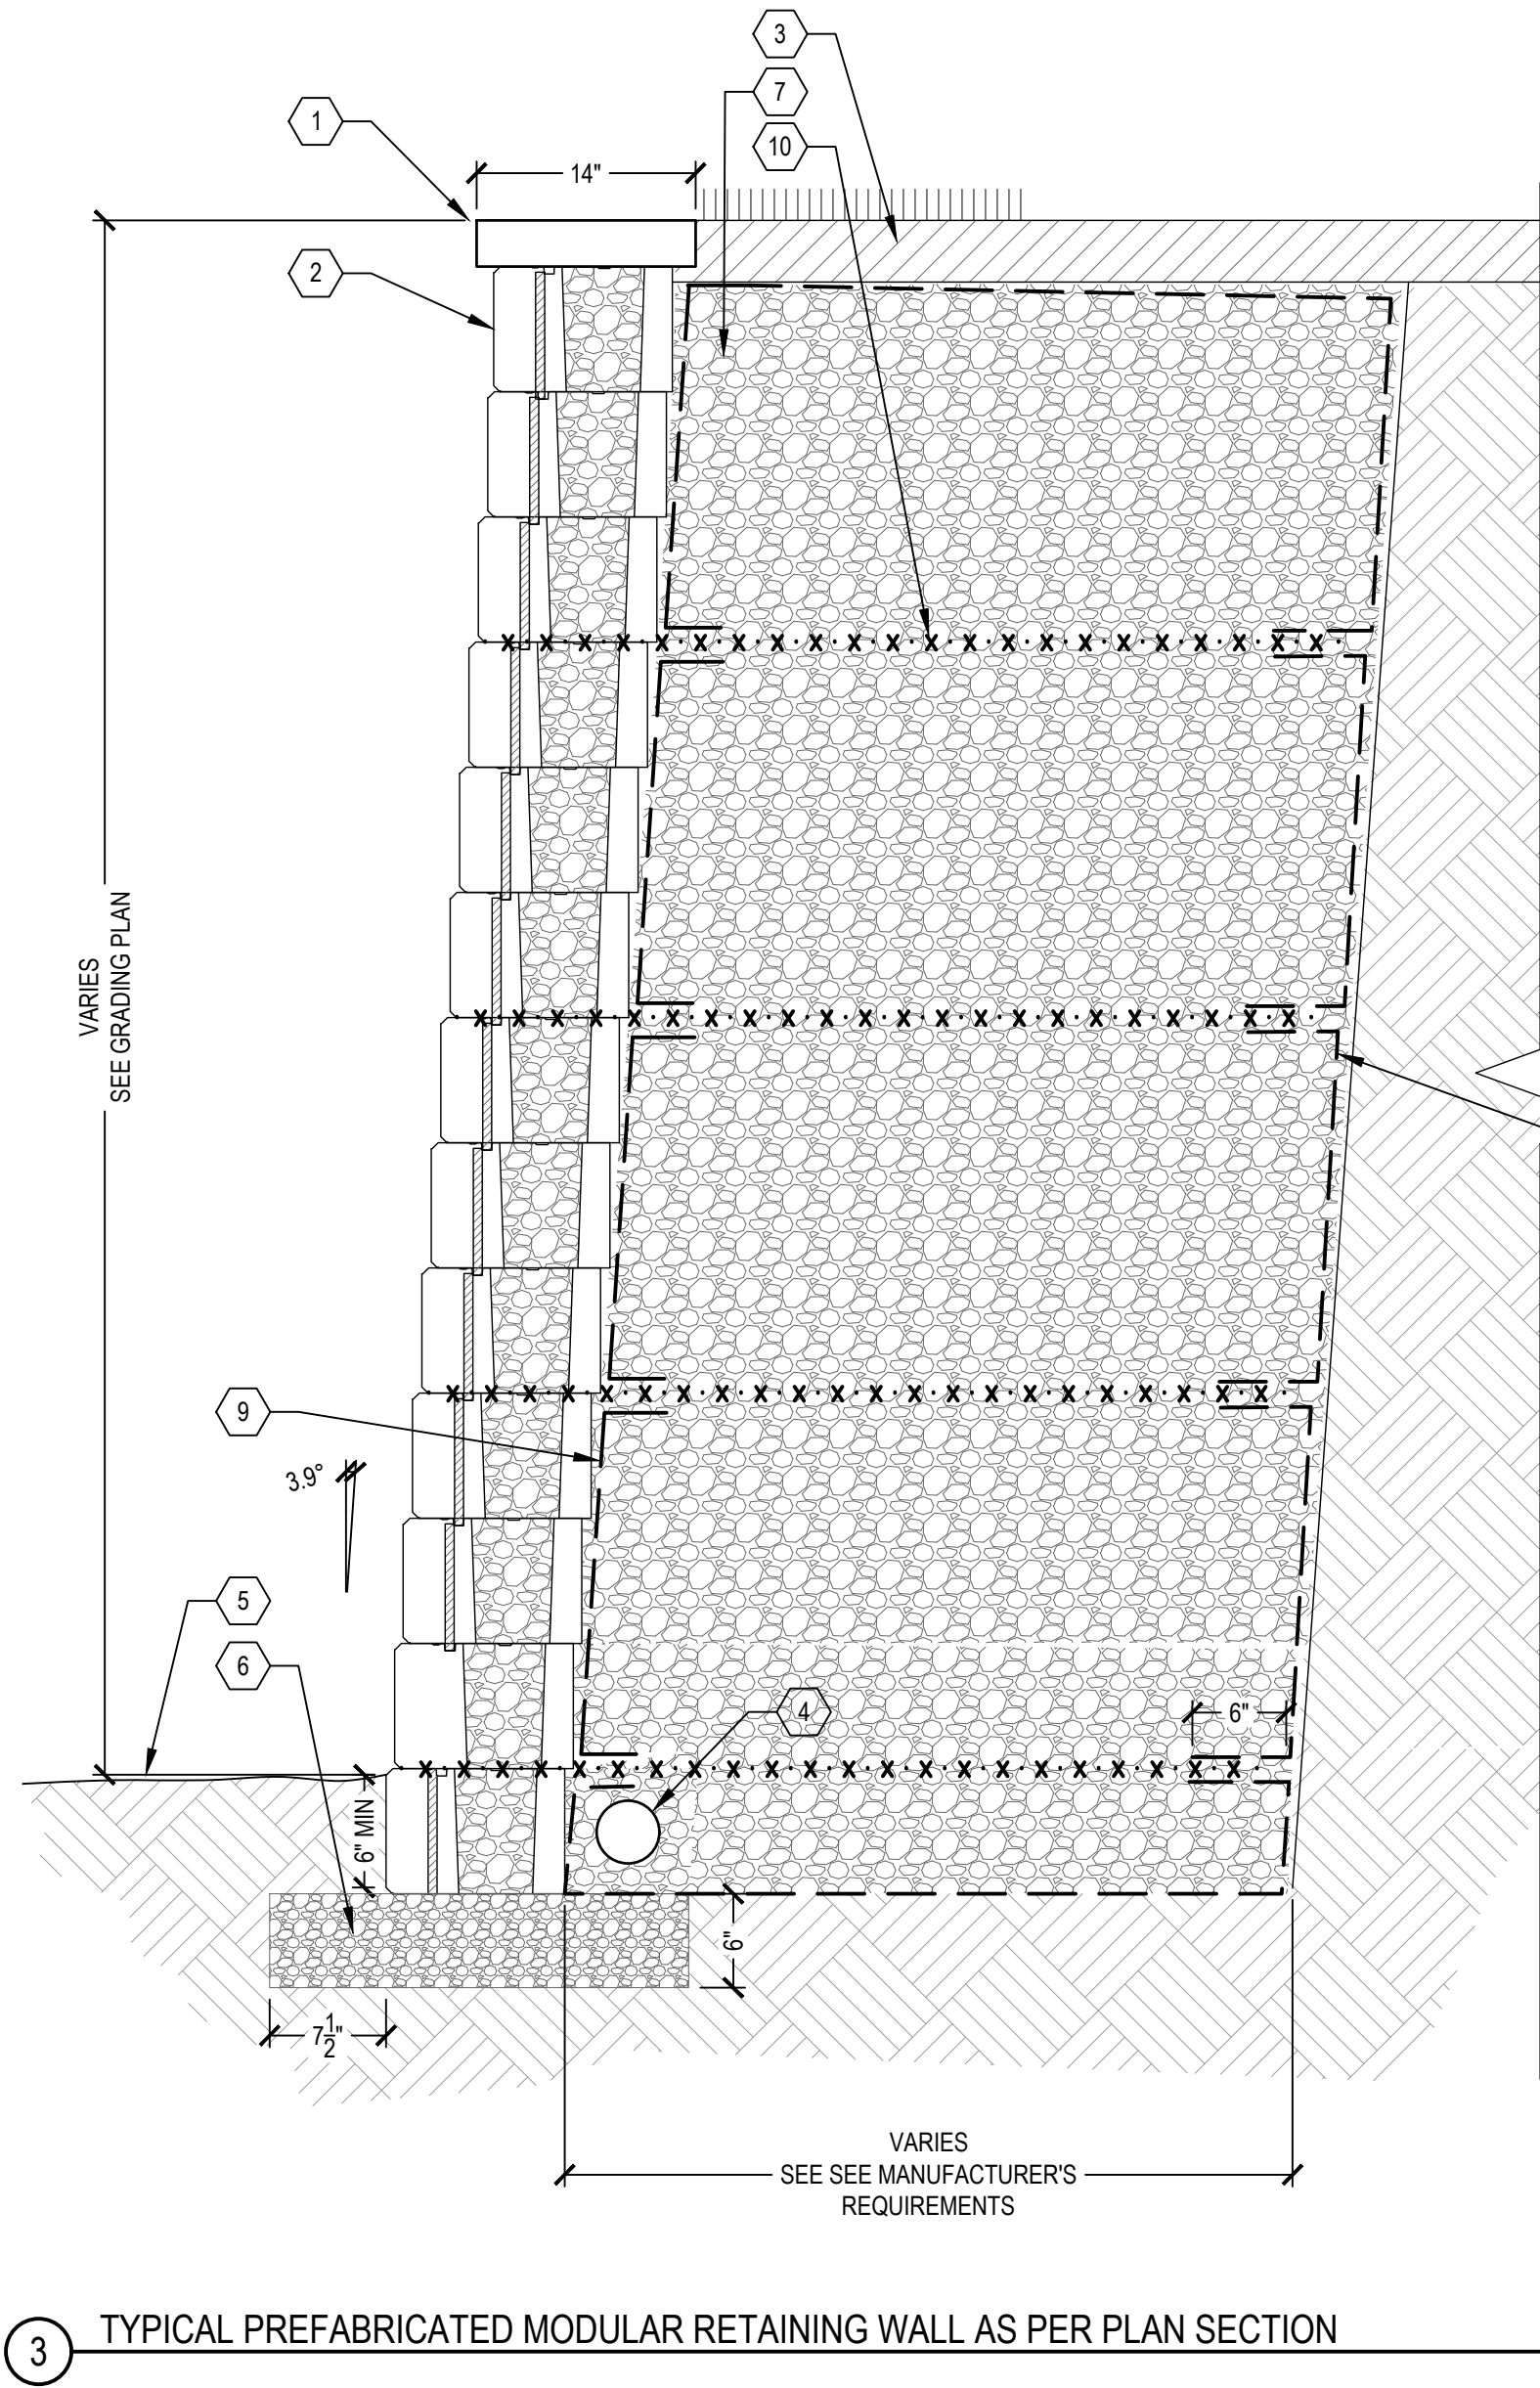 3
7
10
1
14"
2
VARIES
SEE GRADING PLAN
9
3.9°
5
6
4
6"
6" MIN
6"
7 1/2"
VARIES
SEE SEE MANUFACTURER'S
REQUIREMENTS
3
TYPICAL PREFABRICATED MODULAR RETAINING WALL AS PER PLAN SECTION